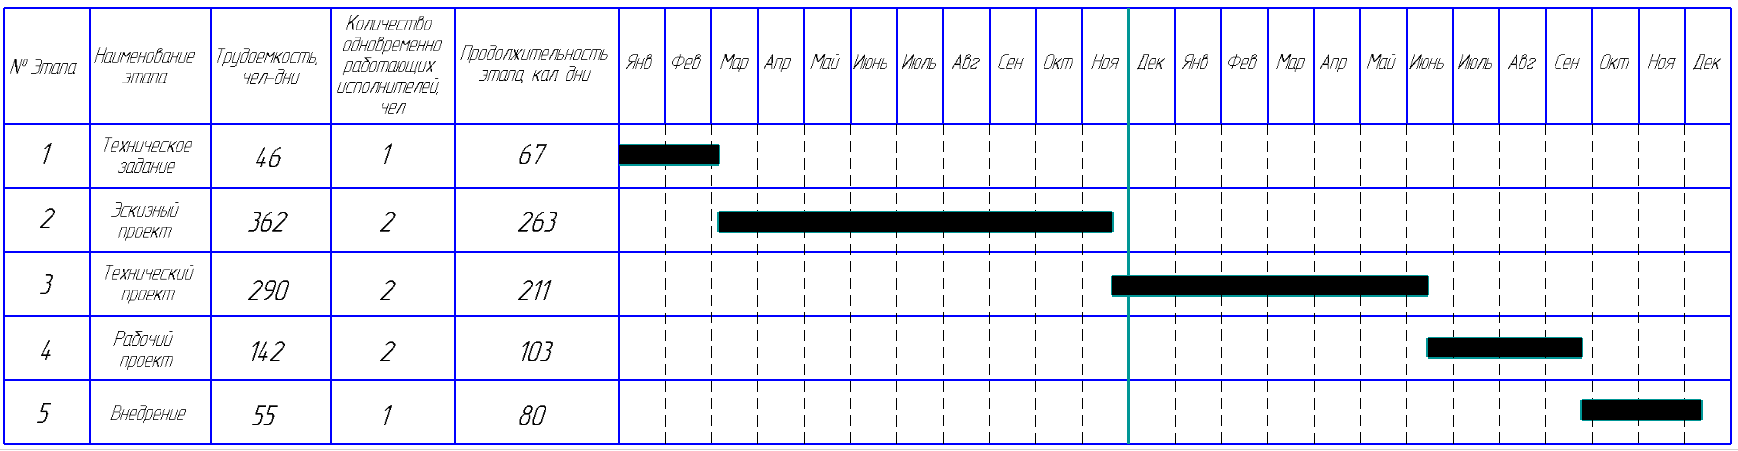 № Этапа
Наименование
этапа
Трудоемкость,
чел-дни
Количество
одновременно
работающих
исполнителей,
чел
Продолжительность
этапа, кал. дни
Янв Фев Мар Апр Май Июнь Июль Авг Сен Окт Ноя Дек Янв Фев Мар Апр Май Июнь Июль Авг Сен Окт Ноя Дек
1
Техническое
задание
46
1
67
2
Эскизный
проект
362
2
263
3
Технический
проект
290
2
211
4
Рабочий
проект
142
2
103
5
Внедрение
55
1
80